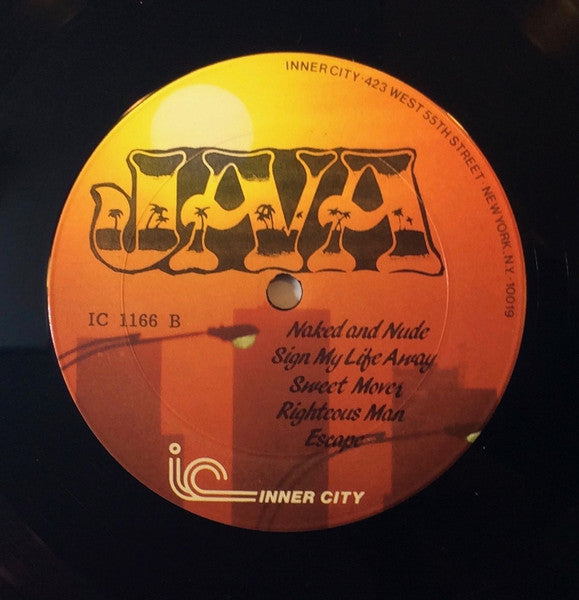 INNER CITY · 423 WEST 55TH STREET NEW YORK, N.Y. · 10019
JAVA
IC 1166 B
Naked and Nude
Sign My Life Away
Sweet Mover
Righteous Man
Escape
ic INNER CITY